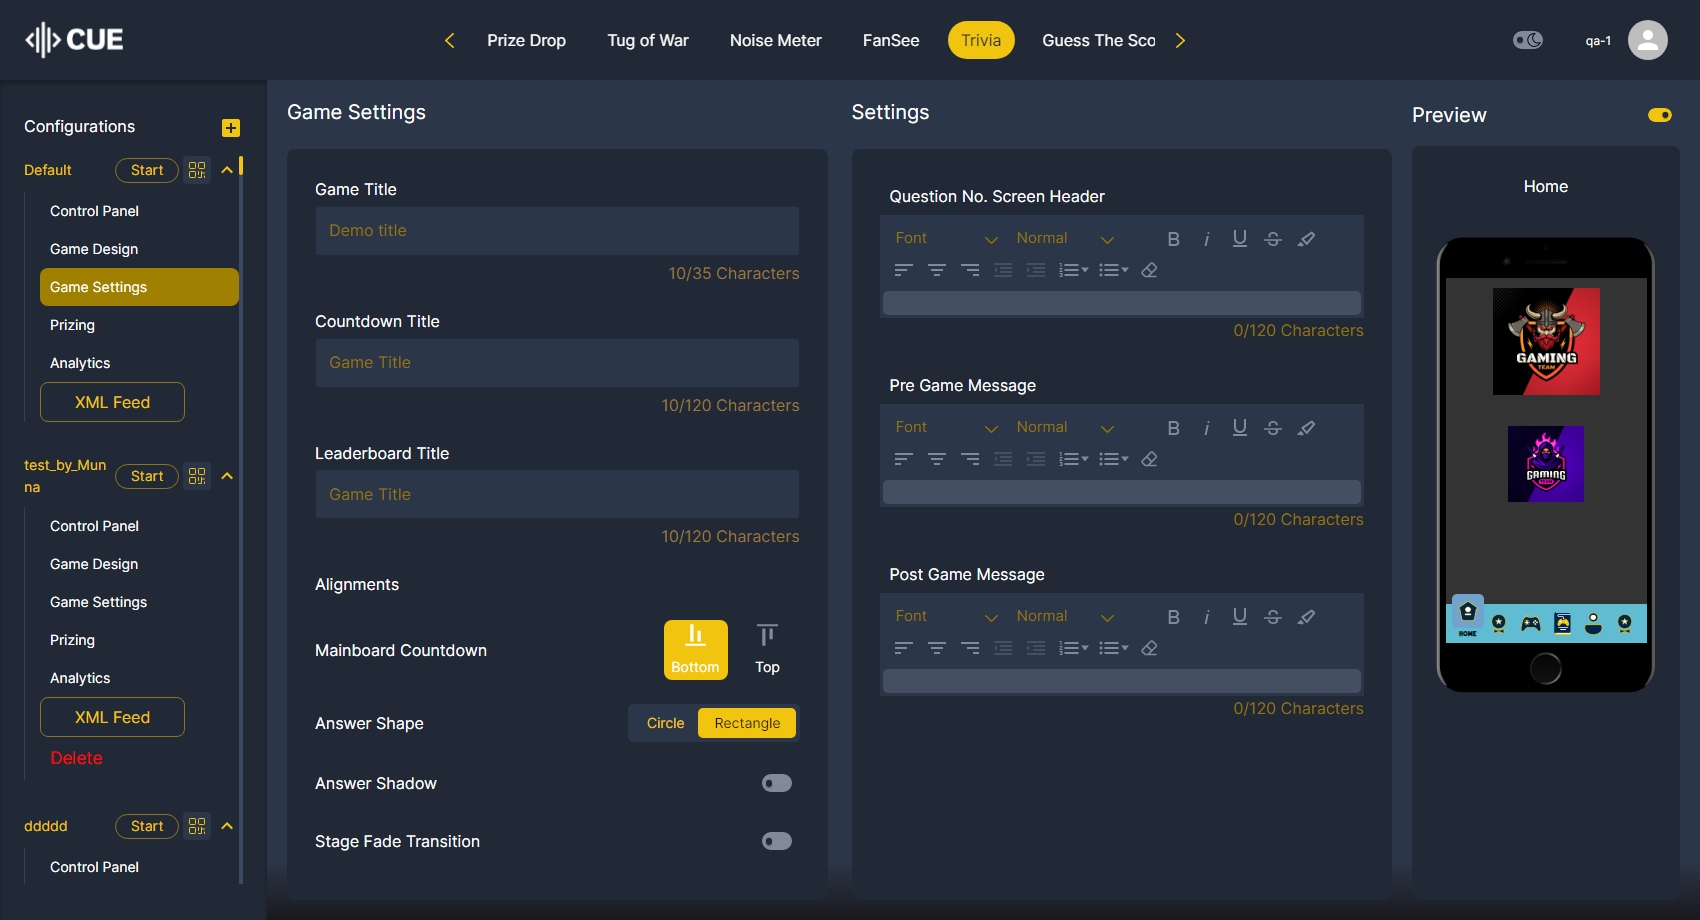 CUE
Prize Drop
Tug of War
Noise Meter
FanSee
Trivia
Guess The Sco
qa-1
Configurations
Default
Start
Control Panel
Game Design
Game Settings
Prizing
Analytics
XML Feed
test_by_Mun
na
Start
Control Panel
Game Design
Game Settings
Prizing
Analytics
XML Feed
Delete
ddddd
Start
Control Panel
Game Settings
Game Title
Demo title
10/35 Characters
Countdown Title
Game Title
10/120 Characters
Leaderboard Title
Game Title
10/120 Characters
Alignments
Mainboard Countdown
Bottom
Top
Answer Shape
Circle
Rectangle
Answer Shadow
Stage Fade Transition
Settings
Question No. Screen Header
Font
Normal
B i U S
0/120 Characters
Pre Game Message
Font
Normal
B i U S
0/120 Characters
Post Game Message
Font
Normal
B i U S
0/120 Characters
Preview
Home
GAMING
TEAM
GAMING
TEAM
HOME